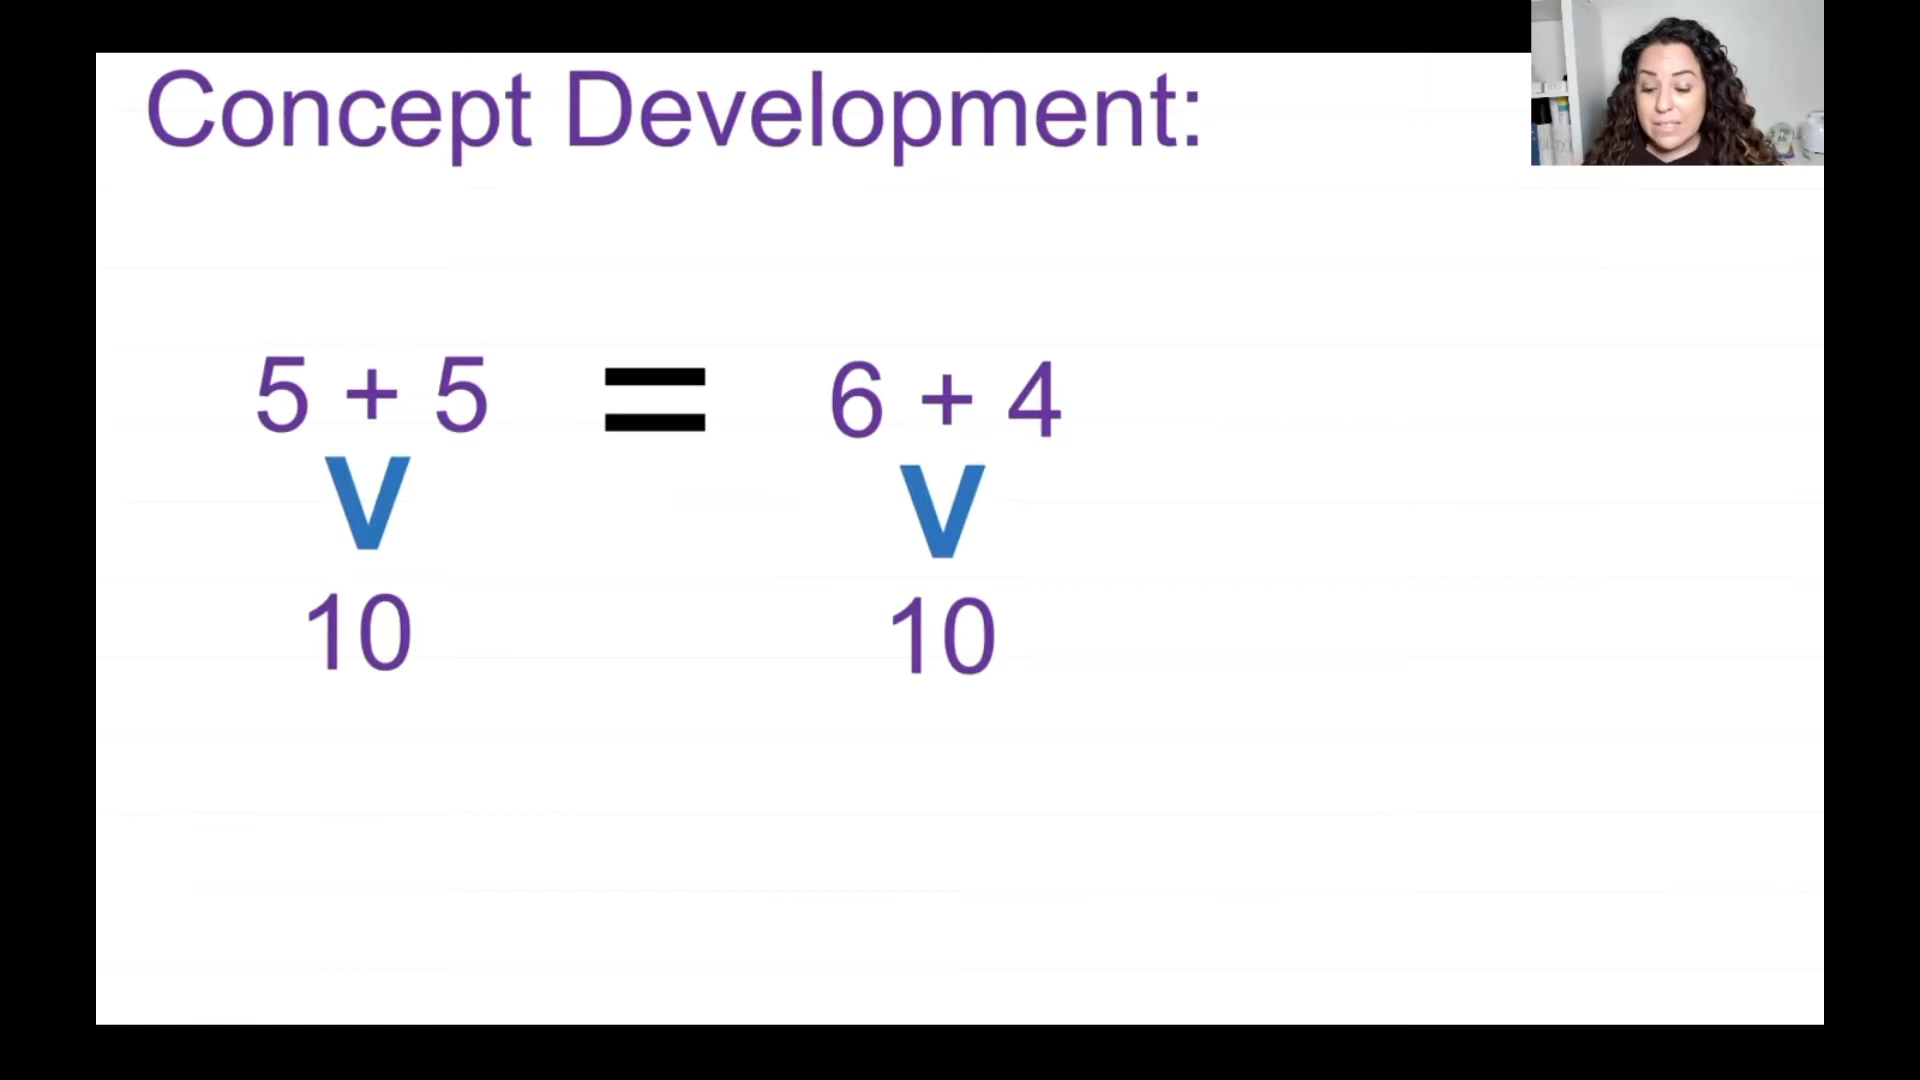 Concept Development:
5 + 5 = 6 + 4
V V
10 10